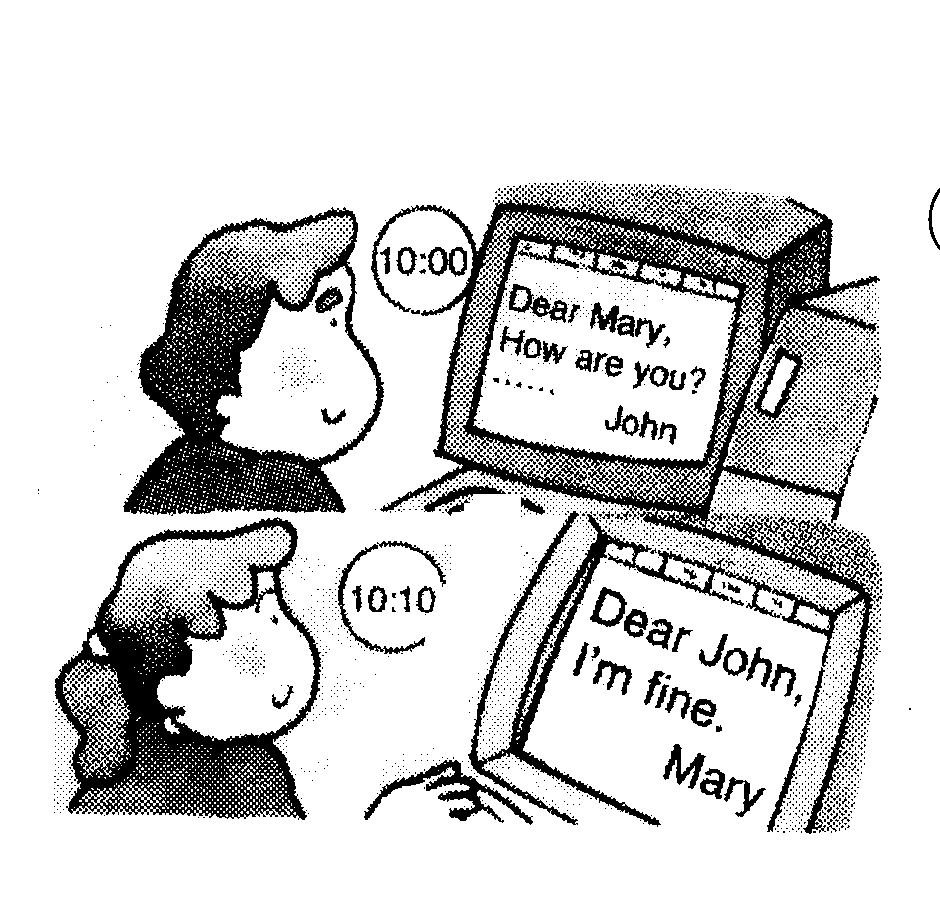 10:00
Dear Mary,
How are you?
......
John
10:10
Dear John,
I'm fine.
Mary